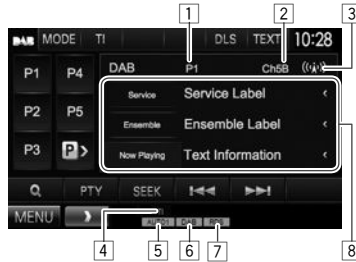 1 2 3
DAB MODE TI DLS TEXT 10:28
P1 P4 DAB P1 Ch5B
Service Service Label
P2 P5 Ensemble Ensemble Label
P3 P Now Playing Text Information
PTY SEEK
MENU
AUTO1 DAB RDS
4 5 6 7 8